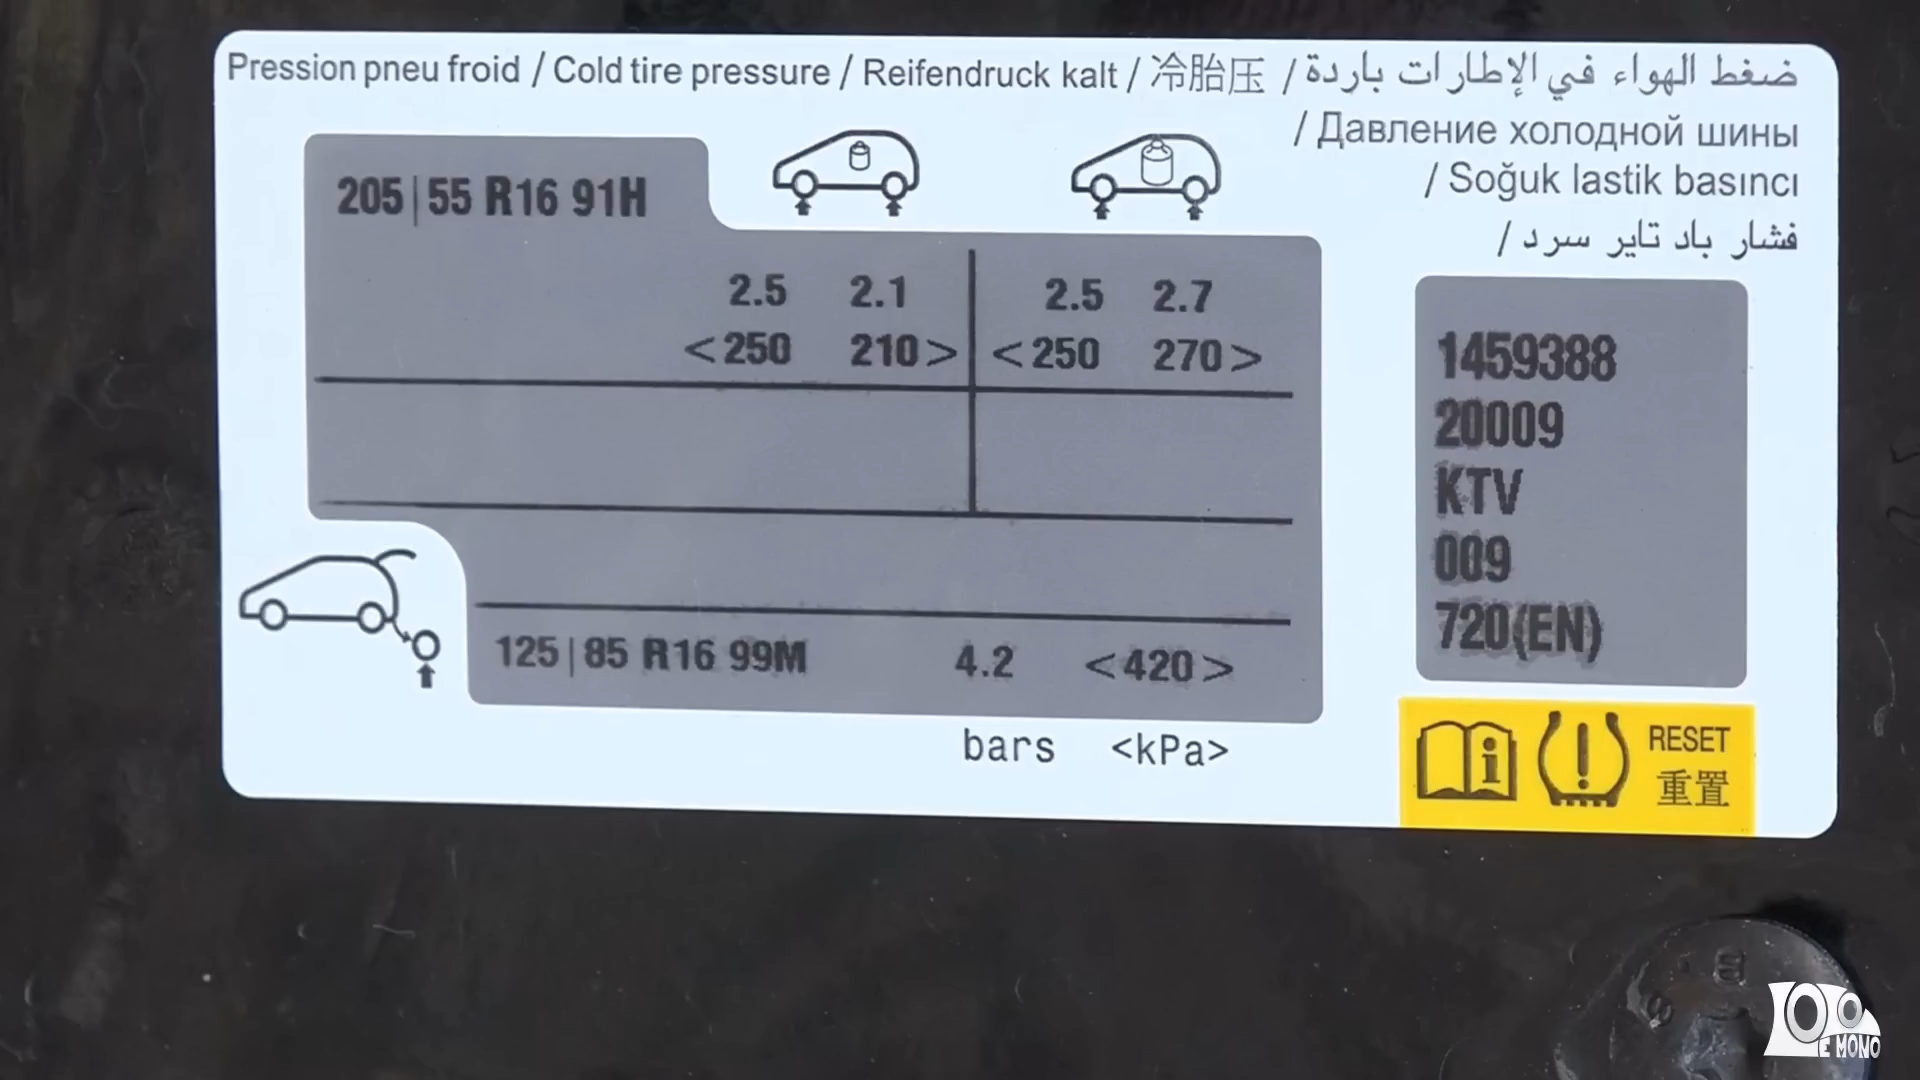 Pression pneu froid / Cold tire pressure / Reifendruck kalt / 冷胎压 / ضغط الهواء في الإطارات باردة
/ Давление холодной шины
/ Soğuk lastik basıncı
/ فشار باد تایر سرد
205|55 R16 91H
2.5 2.1 2.5 2.7
<250 210> <250 270>
125|85 R16 99M 4.2 <420>
bars <kPa>
1459388
20009
KTV
009
720(EN)
RESET
重置
E MONO